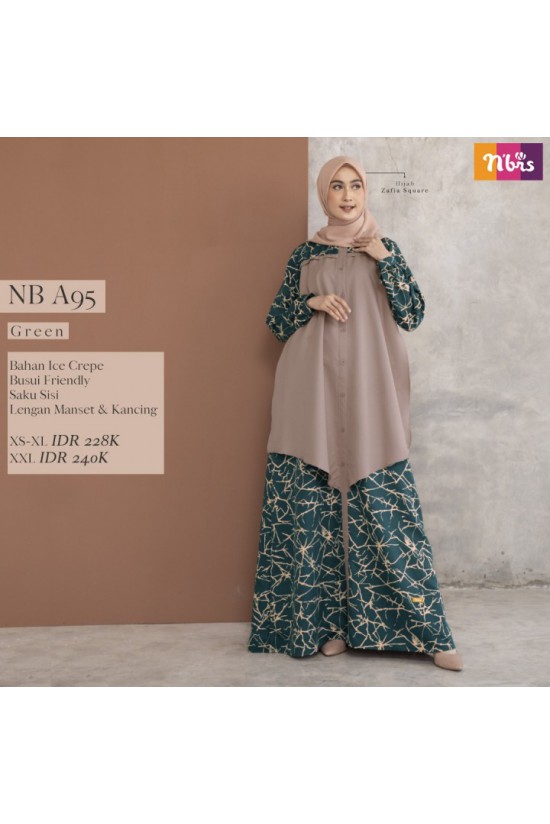 N'brs
Hijab
Zafia Square
NB A95
Green
Bahan Ice Crepe
Busui Friendly
Saku Sisi
Lengan Manset & Kancing
XS-XL IDR 228K
XXL IDR 240K